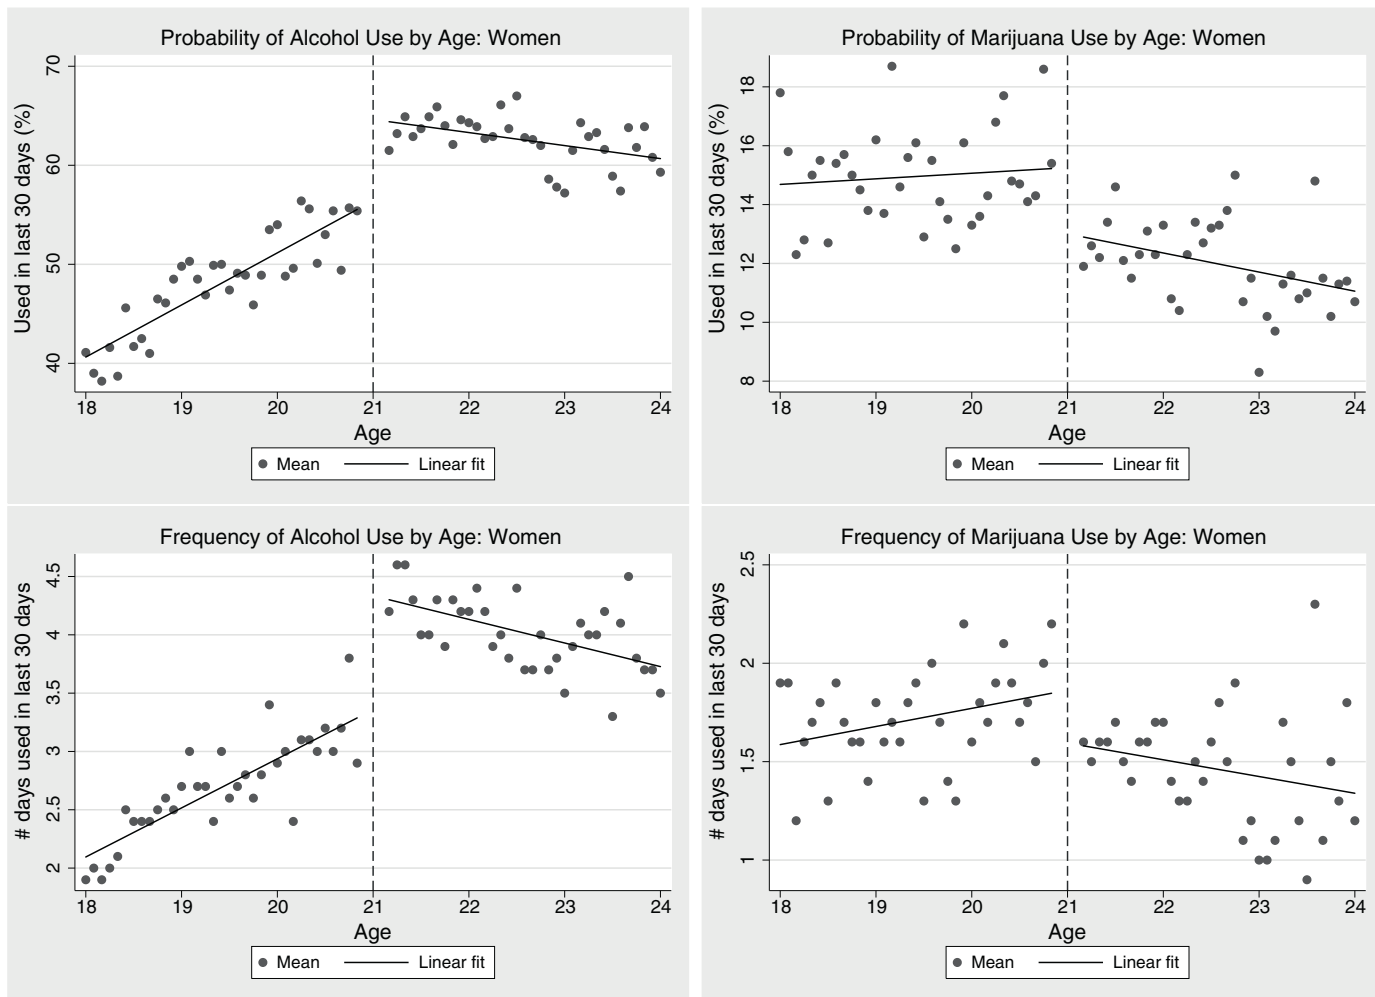 Probability of Alcohol Use by Age: Women
Used in last 30 days (%)
70
60
50
40
18 19 20 21 22 23 24
Age
Mean Linear fit
Probability of Marijuana Use by Age: Women
Used in last 30 days (%)
18
16
14
12
10
8
18 19 20 21 22 23 24
Age
Mean Linear fit
Frequency of Alcohol Use by Age: Women
# days used in last 30 days
4.5
4
3.5
3
2.5
2
18 19 20 21 22 23 24
Age
Mean Linear fit
Frequency of Marijuana Use by Age: Women
# days used in last 30 days
2.5
2
1.5
1
18 19 20 21 22 23 24
Age
Mean Linear fit